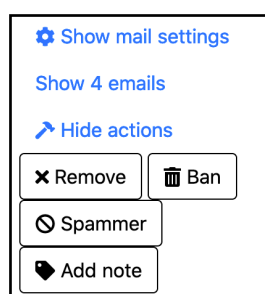 Show mail settings
Show 4 emails
Hide actions
Remove Ban
Spammer
Add note